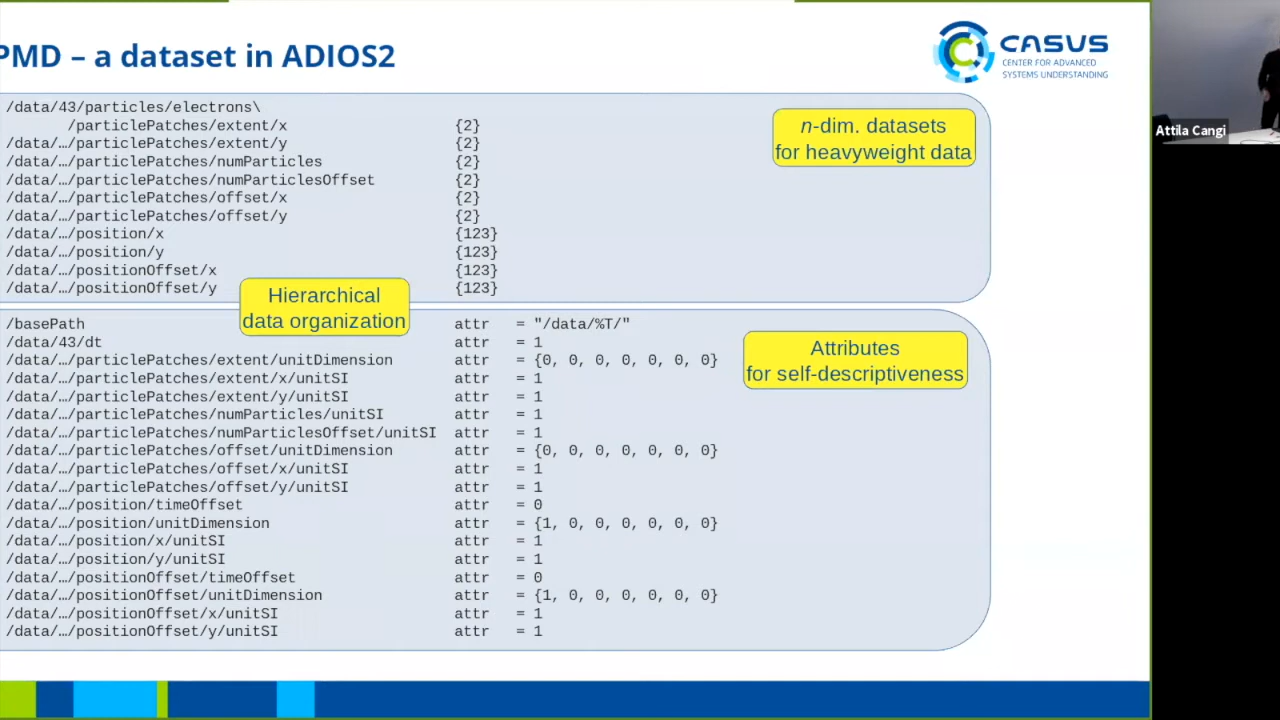 PMD – a dataset in ADIOS2
CASUS
CENTER FOR ADVANCED
SYSTEMS UNDERSTANDING
/data/43/particles/electrons\
/particlePatches/extent/x {2}
/data/…/particlePatches/extent/y {2}
/data/…/particlePatches/numParticles {2}
/data/…/particlePatches/numParticlesOffset {2}
/data/…/particlePatches/offset/x {2}
/data/…/particlePatches/offset/y {2}
/data/…/position/x {123}
/data/…/position/y {123}
/data/…/positionOffset/x {123}
/data/…/positionOffset/y {123}
n-dim. datasets
for heavyweight data
Hierarchical
data organization
/basePath attr = "/data/%T/"
/data/43/dt attr = 1
/data/…/particlePatches/extent/unitDimension attr = {0, 0, 0, 0, 0, 0, 0}
/data/…/particlePatches/extent/x/unitSI attr = 1
/data/…/particlePatches/extent/y/unitSI attr = 1
/data/…/particlePatches/numParticles/unitSI attr = 1
/data/…/particlePatches/numParticlesOffset/unitSI attr = 1
/data/…/particlePatches/offset/unitDimension attr = {0, 0, 0, 0, 0, 0, 0}
/data/…/particlePatches/offset/x/unitSI attr = 1
/data/…/particlePatches/offset/y/unitSI attr = 1
/data/…/position/timeOffset attr = 0
/data/…/position/unitDimension attr = {1, 0, 0, 0, 0, 0, 0}
/data/…/position/x/unitSI attr = 1
/data/…/position/y/unitSI attr = 1
/data/…/positionOffset/timeOffset attr = 0
/data/…/positionOffset/unitDimension attr = {1, 0, 0, 0, 0, 0, 0}
/data/…/positionOffset/x/unitSI attr = 1
/data/…/positionOffset/y/unitSI attr = 1
Attributes
for self-descriptiveness
Attila Cangi